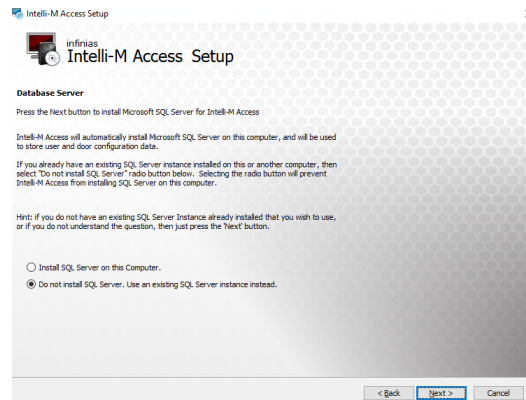 Intelli-M Access Setup
infinias
Intelli-M Access Setup
Database Server
Press the Next button to install Microsoft SQL Server for Intelli-M Access
Intelli-M Access will automatically install Microsoft SQL Server on this computer, and will be used
to store user and door configuration data.
If you already have an existing SQL Server instance installed on this or another computer, then
select "Do not install SQL Server" radio button below. Selecting the radio button will prevent
Intelli-M Access from installing SQL Server on this computer.
Hint: if you do not have an existing SQL Server Instance already installed that you wish to use,
or if you do not understand the question, then just press the 'Next' button.
Install SQL Server on this Computer.
Do not install SQL Server. Use an existing SQL Server instance instead.
< Back Next > Cancel